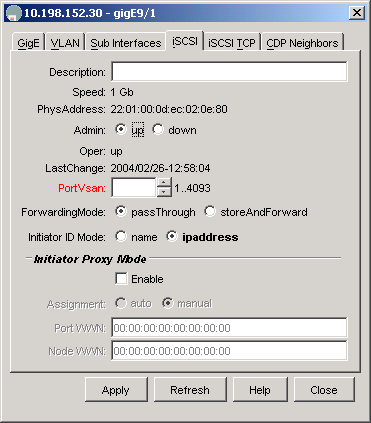 10.198.152.30 - gigE9/1
GigE VLAN Sub Interfaces iSCSI iSCSI TCP CDP Neighbors
Description:
Speed: 1 Gb
PhysAddress: 22:01:00:0d:ec:02:0e:80
Admin: up down
Oper: up
LastChange: 2004/02/26-12:58:04
PortVsan: 1..4093
ForwardingMode: passThrough storeAndForward
Initiator ID Mode: name ipaddress
Initiator Proxy Mode
Enable
Assignment: auto manual
Port WWN: 00:00:00:00:00:00:00:00
Node WWN: 00:00:00:00:00:00:00:00
Apply Refresh Help Close